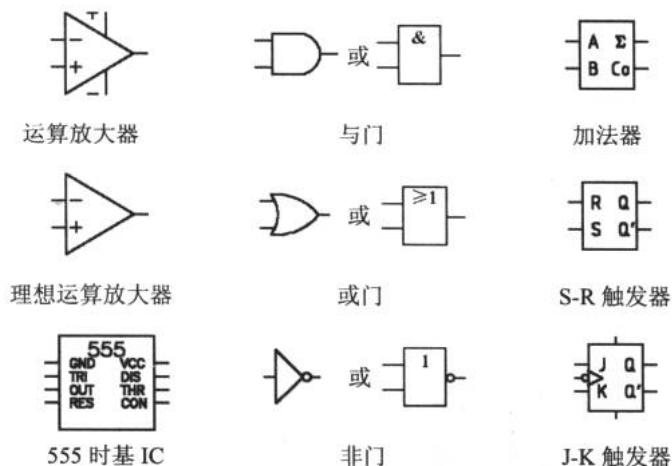 − 或 & A Σ
+ B Co
−
运算放大器 与门 加法器
− 或 ≥1 R Q
+ S Q'
理想运算放大器 或门 S-R 触发器
555
GND VCC 或 1 J Q
TRI DIS
OUT THR K Q'
RES CON
555 时基 IC 非门 J-K 触发器